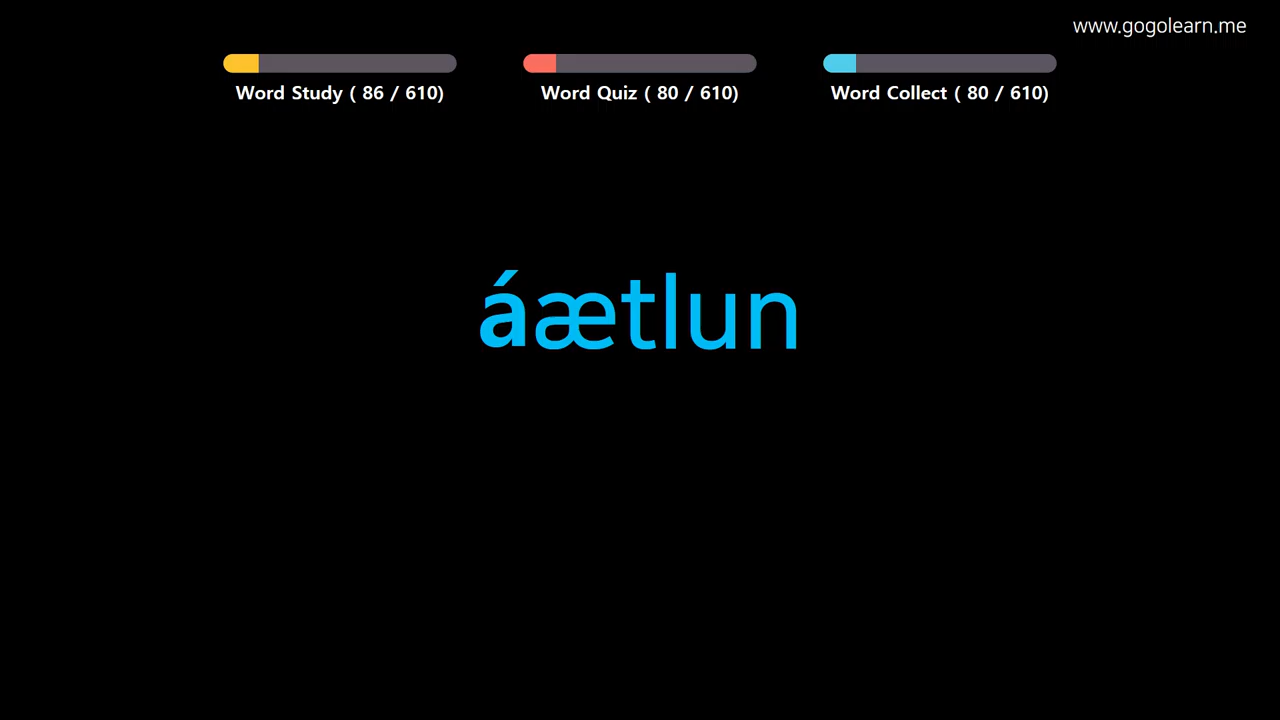 www.gogolearn.me
Word Study ( 86 / 610)
Word Quiz ( 80 / 610)
Word Collect ( 80 / 610)
áætlun